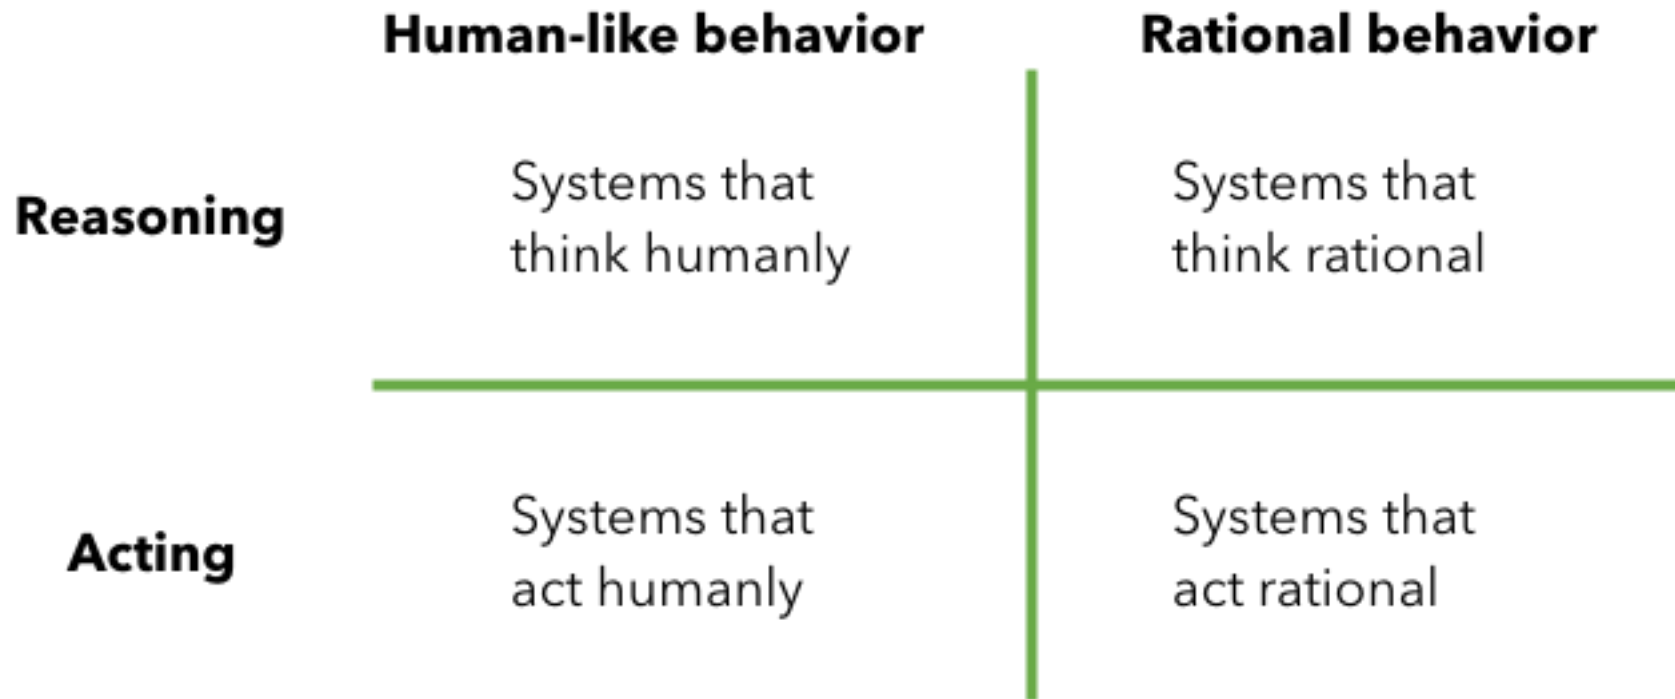 Human-like behavior
Rational behavior
Reasoning
Systems that
think humanly
Systems that
think rational
Acting
Systems that
act humanly
Systems that
act rational